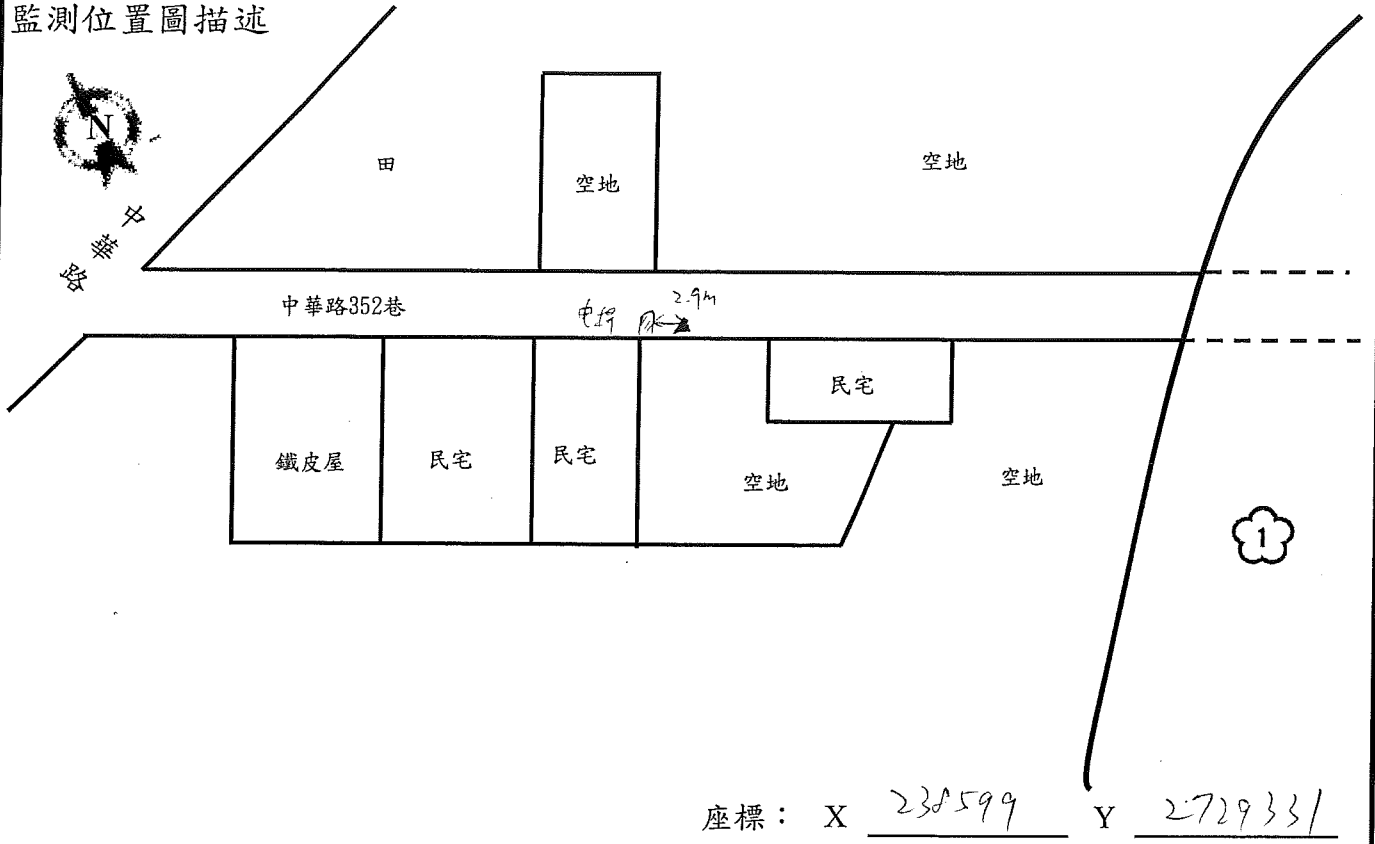 監測位置圖描述
N
田
空地
空地
中華路
中華路352巷
2.9m
民宅
鐵皮屋
民宅
民宅
空地
空地
1
座標： X 238599 Y 2729331